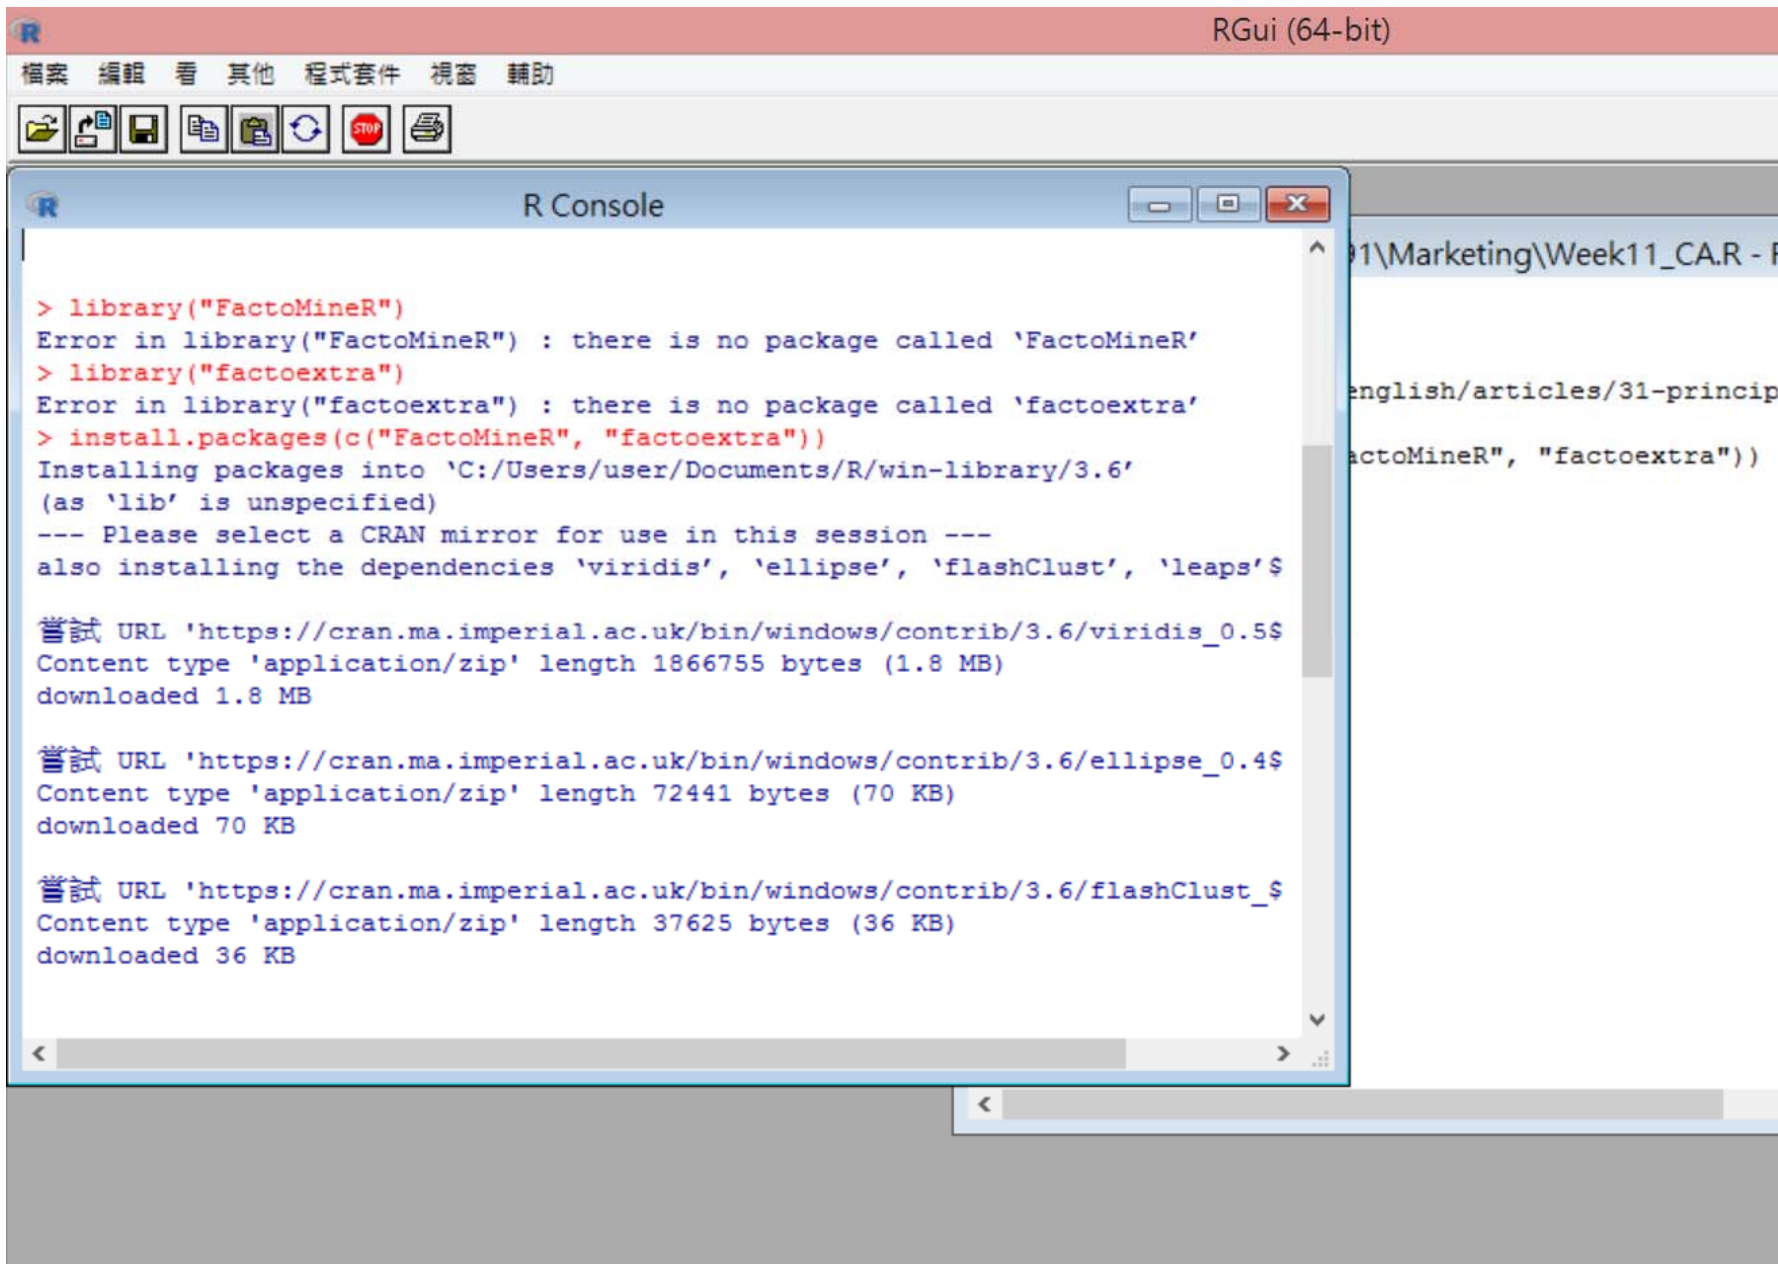 RGui (64-bit)
檔案 編輯 看 其他 程式套件 視窗 輔助
STOP
R Console
> library("FactoMineR")
Error in library("FactoMineR") : there is no package called ‘FactoMineR’
> library("factoextra")
Error in library("factoextra") : there is no package called ‘factoextra’
> install.packages(c("FactoMineR", "factoextra"))
Installing packages into ‘C:/Users/user/Documents/R/win-library/3.6’
(as ‘lib’ is unspecified)
--- Please select a CRAN mirror for use in this session ---
also installing the dependencies ‘viridis’, ‘ellipse’, ‘flashClust’, ‘leaps’$
嘗試 URL 'https://cran.ma.imperial.ac.uk/bin/windows/contrib/3.6/viridis_0.5$
Content type 'application/zip' length 1866755 bytes (1.8 MB)
downloaded 1.8 MB
嘗試 URL 'https://cran.ma.imperial.ac.uk/bin/windows/contrib/3.6/ellipse_0.4$
Content type 'application/zip' length 72441 bytes (70 KB)
downloaded 70 KB
嘗試 URL 'https://cran.ma.imperial.ac.uk/bin/windows/contrib/3.6/flashClust_$
Content type 'application/zip' length 37625 bytes (36 KB)
downloaded 36 KB
91\Marketing\Week11_CA.R - R
english/articles/31-princip
actoMineR", "factoextra"))